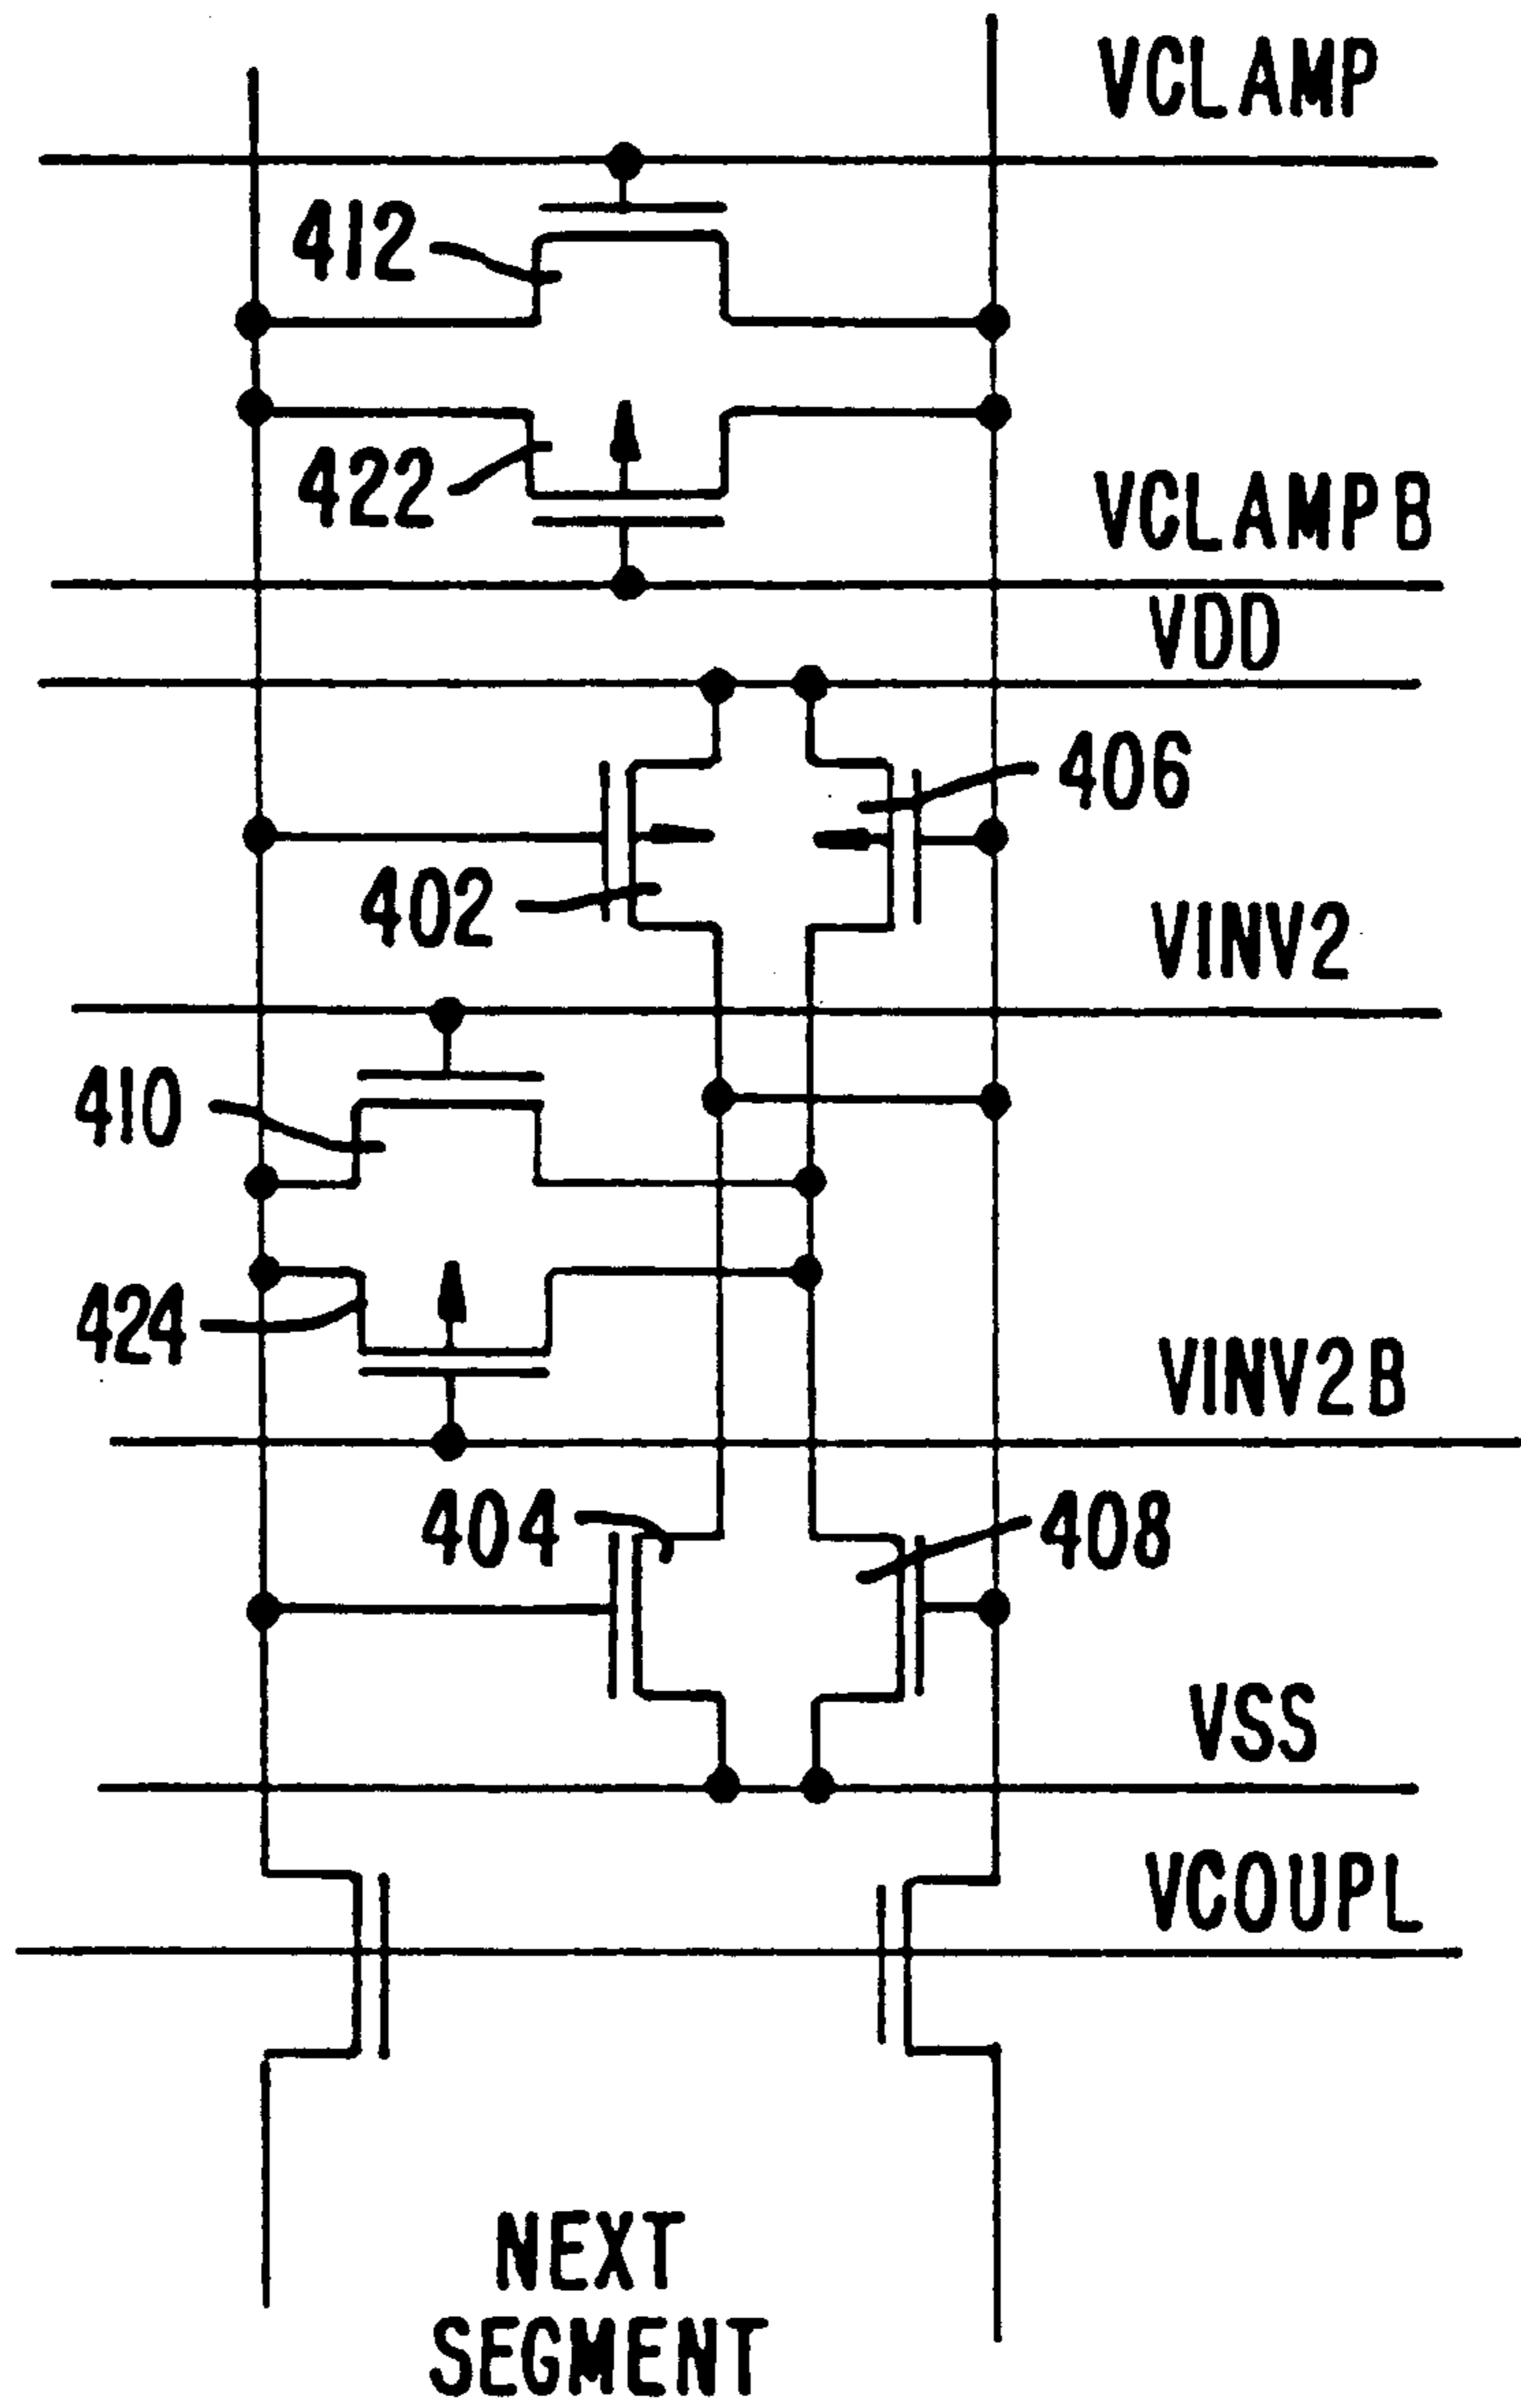 VCLAMP
412
422
VCLAMPB
VDD
406
402
VINV2
410
424
VINV2B
404
408
VSS
VCOUPL
NEXT
SEGMENT